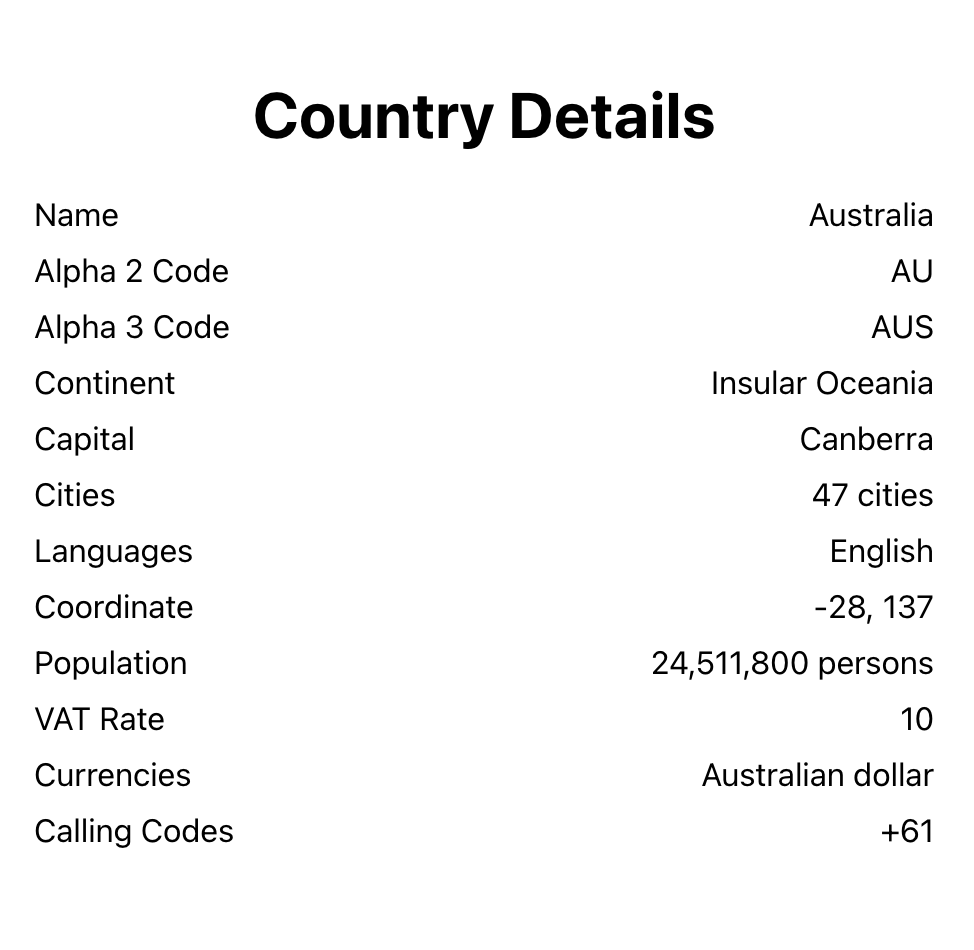 Country Details
Name Australia
Alpha 2 Code AU
Alpha 3 Code AUS
Continent Insular Oceania
Capital Canberra
Cities 47 cities
Languages English
Coordinate -28, 137
Population 24,511,800 persons
VAT Rate 10
Currencies Australian dollar
Calling Codes +61